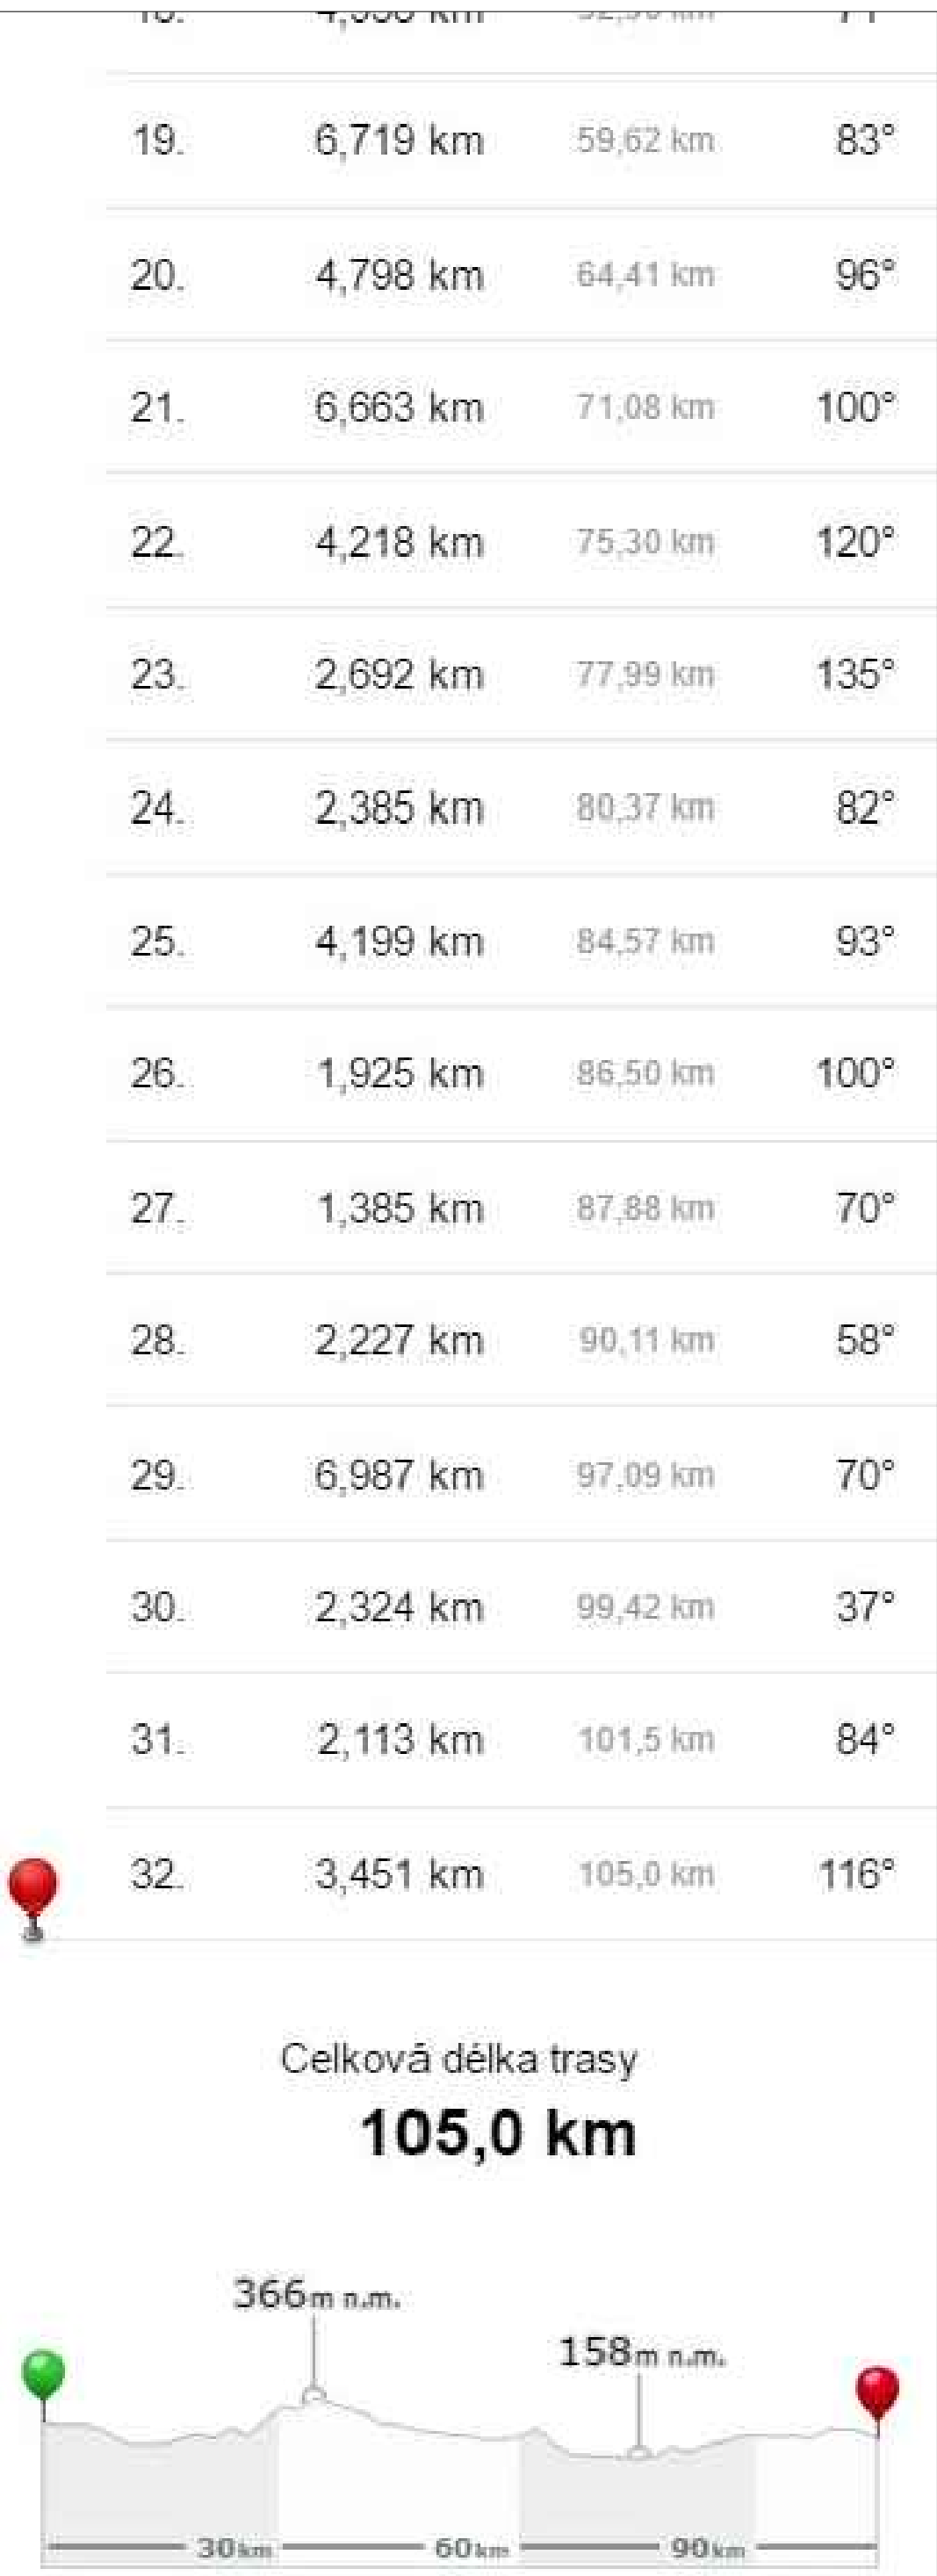 19. 6,719 km 59,62 km 83°
20. 4,798 km 64,41 km 96°
21. 6,663 km 71,08 km 100°
22. 4,218 km 75,30 km 120°
23. 2,692 km 77,99 km 135°
24. 2,385 km 80,37 km 82°
25. 4,199 km 84,57 km 93°
26. 1,925 km 86,50 km 100°
27. 1,385 km 87,88 km 70°
28. 2,227 km 90,11 km 58°
29. 6,987 km 97,09 km 70°
30. 2,324 km 99,42 km 37°
31. 2,113 km 101,5 km 84°
32. 3,451 km 105,0 km 116°
Celková délka trasy
105,0 km
366m n.m.
158m n.m.
30km 60km 90km